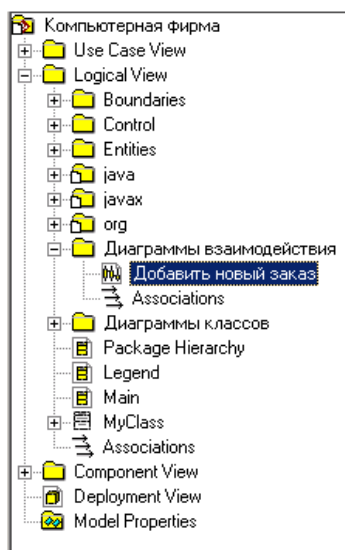 Компьютерная фирма
Use Case View
Logical View
Boundaries
Control
Entities
java
javax
org
Диаграммы взаимодействия
Добавить новый заказ
Associations
Диаграммы классов
Package Hierarchy
Legend
Main
MyClass
Associations
Component View
Deployment View
Model Properties